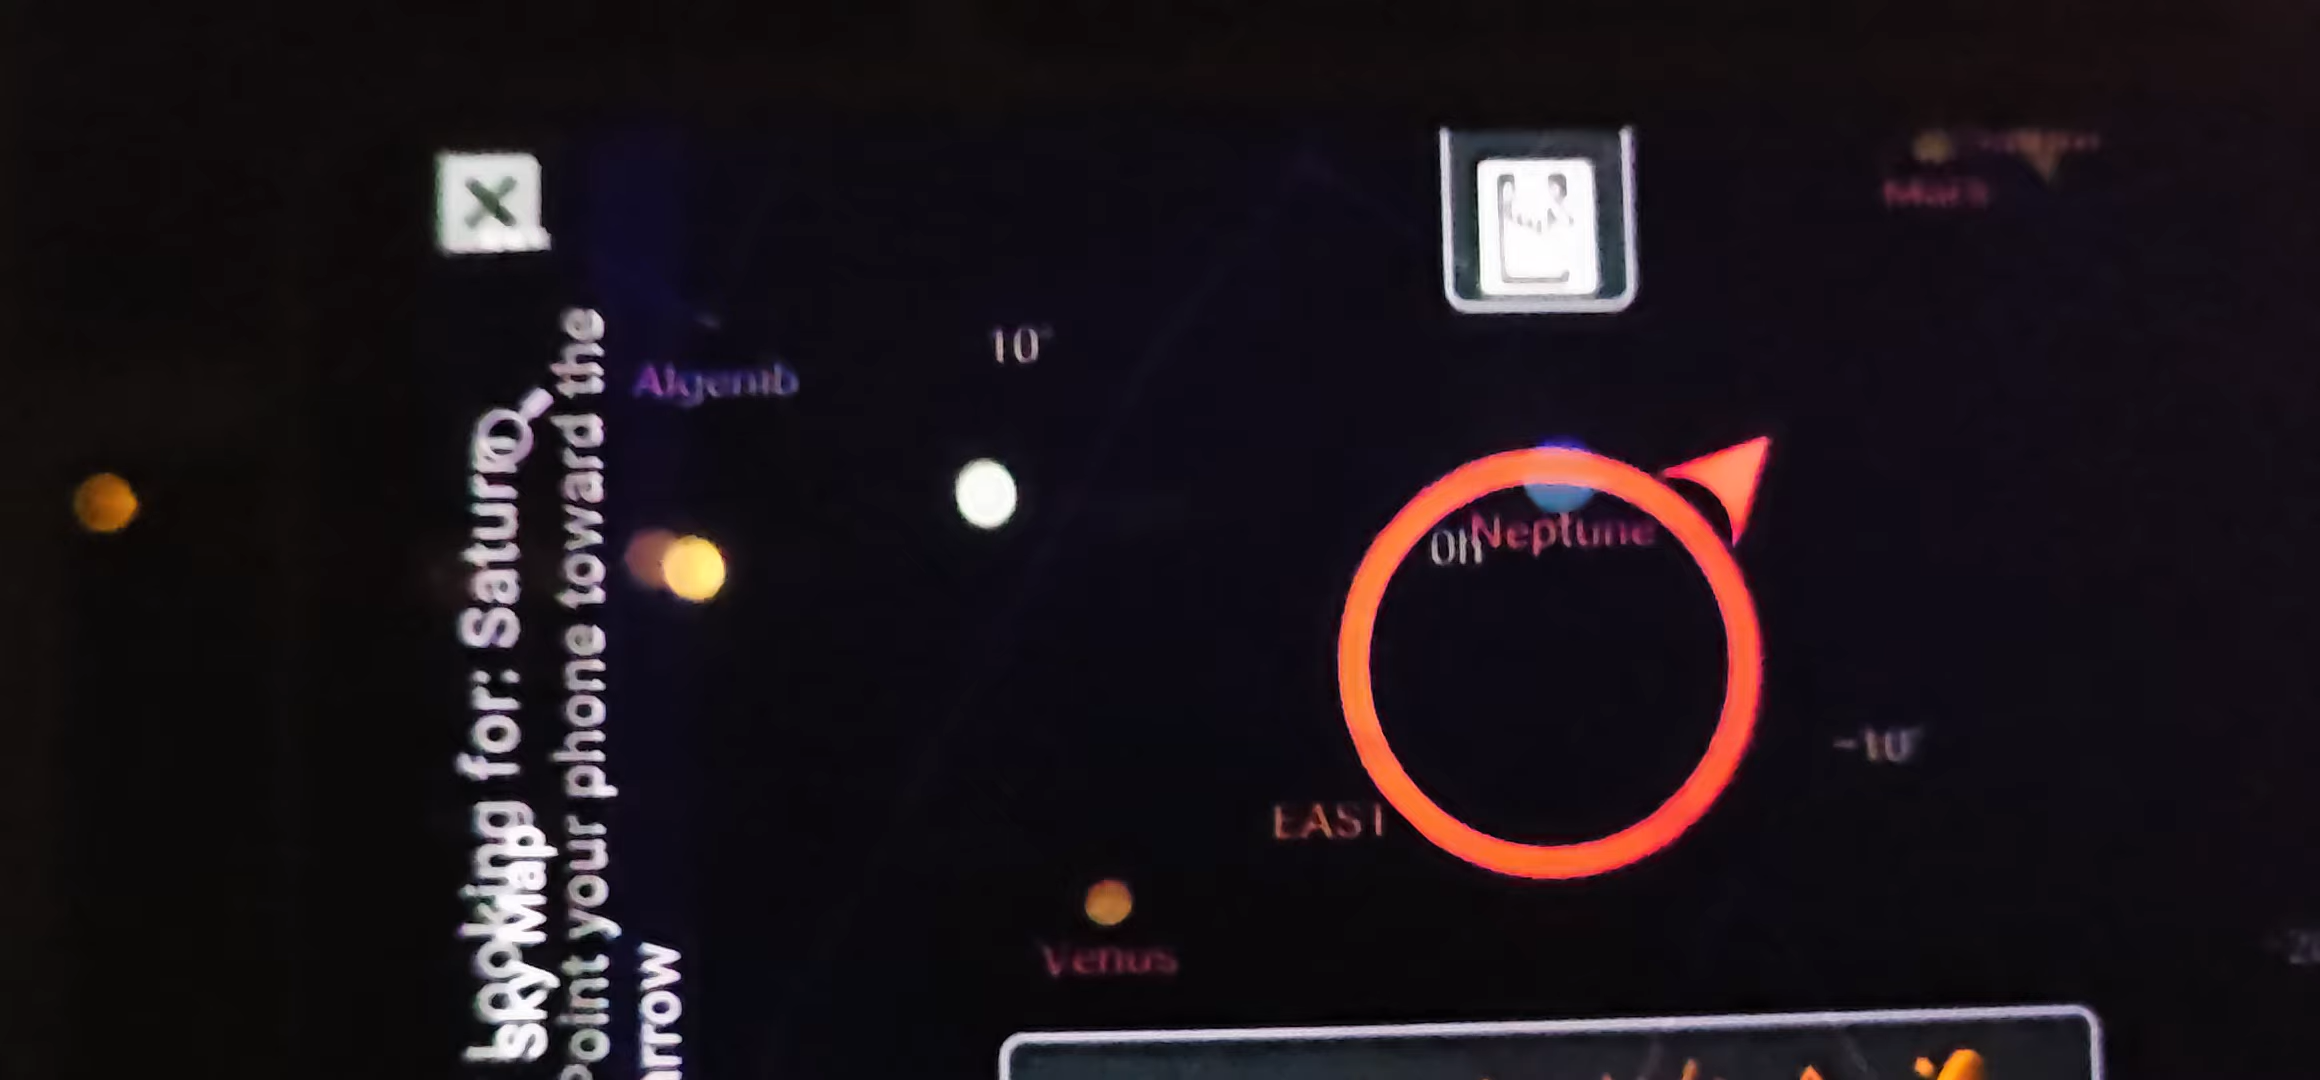 Looking for: Saturn
Sky Map
Point your phone toward the
arrow
Algenib
10°
Mars
0h
Neptune
-10°
EAST
Venus